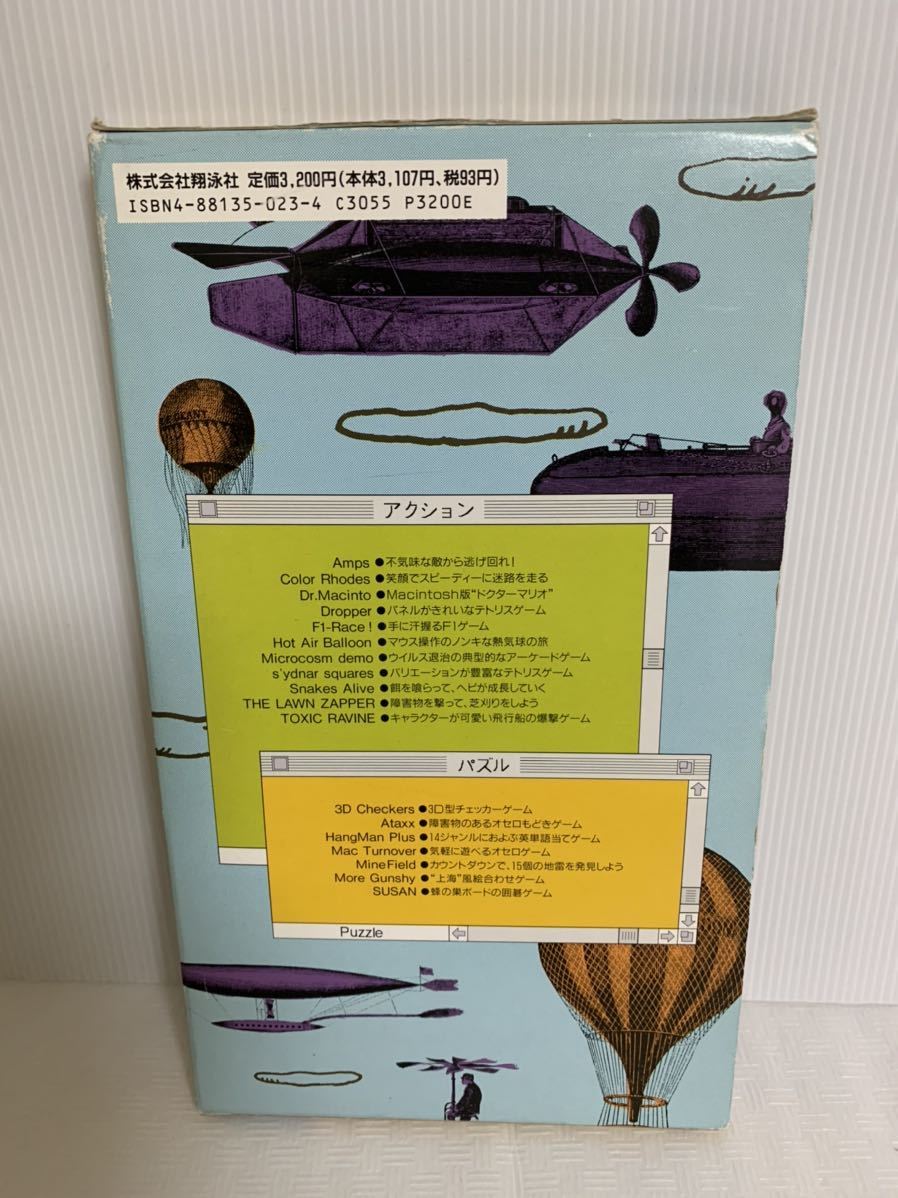 株式会社翔泳社 定価3,200円(本体3,107円、税93円)
ISBN4-88135-023-4 C3055 P3200E
GEANT
アクション
Amps ●不気味な敵から逃げ回れ!
Color Rhodes ●笑顔でスピーディーに迷路を走る
Dr.Macinto ●Macintosh版“ドクターマリオ”
Dropper ●パネルがきれいなテトリスゲーム
F1-Race! ●手に汗握るF1ゲーム
Hot Air Balloon ●マウス操作のノンキな熱気球の旅
Microcosm demo ●ウイルス退治の典型的なアーケードゲーム
s'ydnar squares ●バリエーションが豊富なテトリスゲーム
Snakes Alive ●餌を喰らって、ヘビが成長していく
THE LAWN ZAPPER ●障害物を撃って、芝刈りをしよう
TOXIC RAVINE ●キャラクターが可愛い飛行船の爆撃ゲーム
パズル
3D Checkers ●3D型チェッカーゲーム
Ataxx ●障害物のあるオセロもどきゲーム
HangMan Plus ●14ジャンルにおよぶ英単語当てゲーム
Mac Turnover ●気軽に遊べるオセロゲーム
MineField ●カウントダウンで、15個の地雷を発見しよう
More Gunshy ●“上海”風絵合わせゲーム
SUSAN ●蜂の巣ボードの囲碁ゲーム
Puzzle